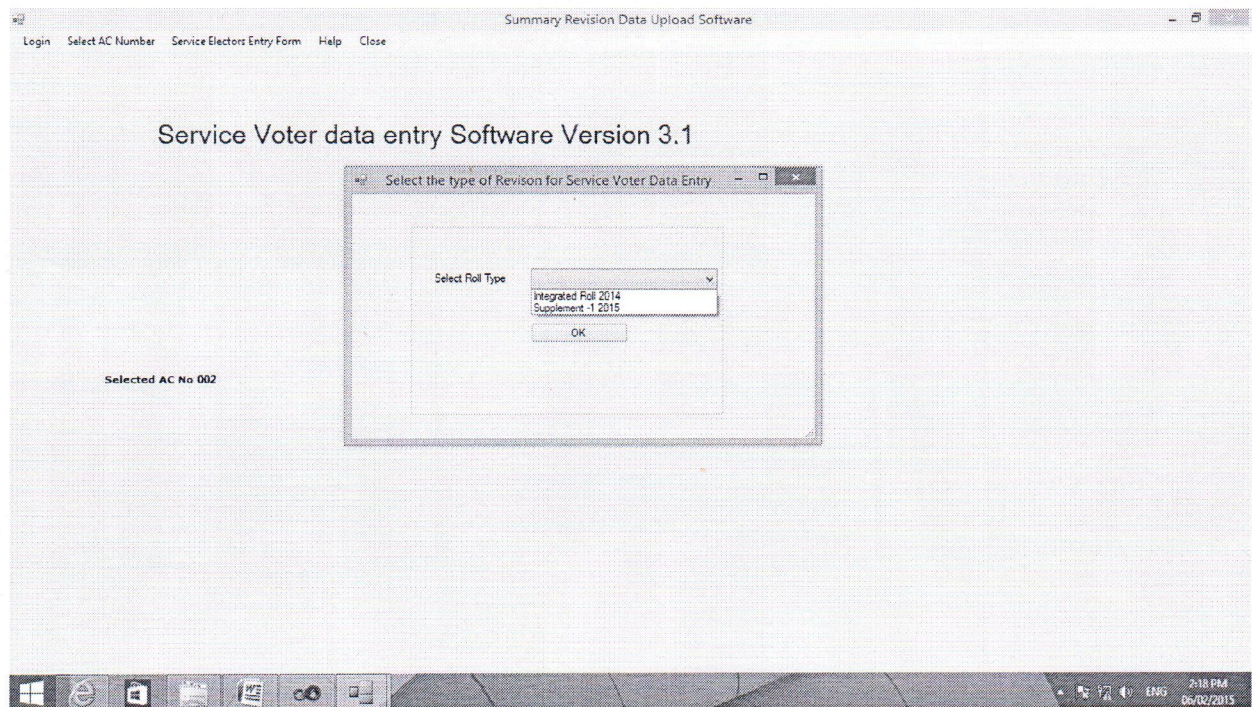 Summary Revision Data Upload Software
Login Select AC Number Service Electors Entry Form Help Close
Service Voter data entry Software Version 3.1
Select the type of Revison for Service Voter Data Entry
Select Roll Type
Integrated Roll 2014
Supplement -1 2015
OK
Selected AC No 002
ENG
2:18 PM
06/02/2015